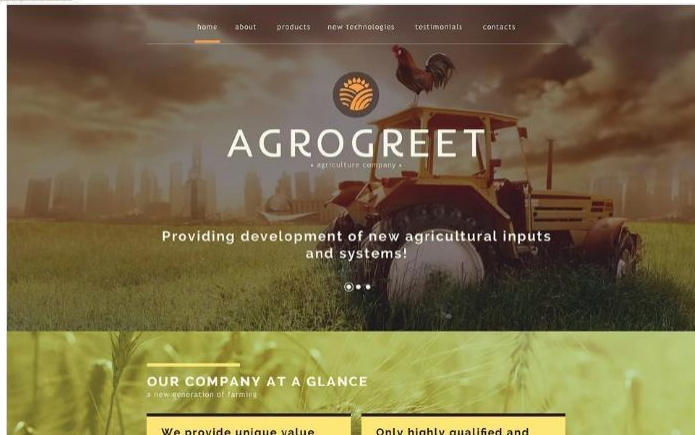 home about products new technologies testimonials contacts
AGROGREET
• agriculture company •
Providing development of new agricultural inputs
and systems!
OUR COMPANY AT A GLANCE
a new generation of farming
We provide unique value
Only highly qualified and